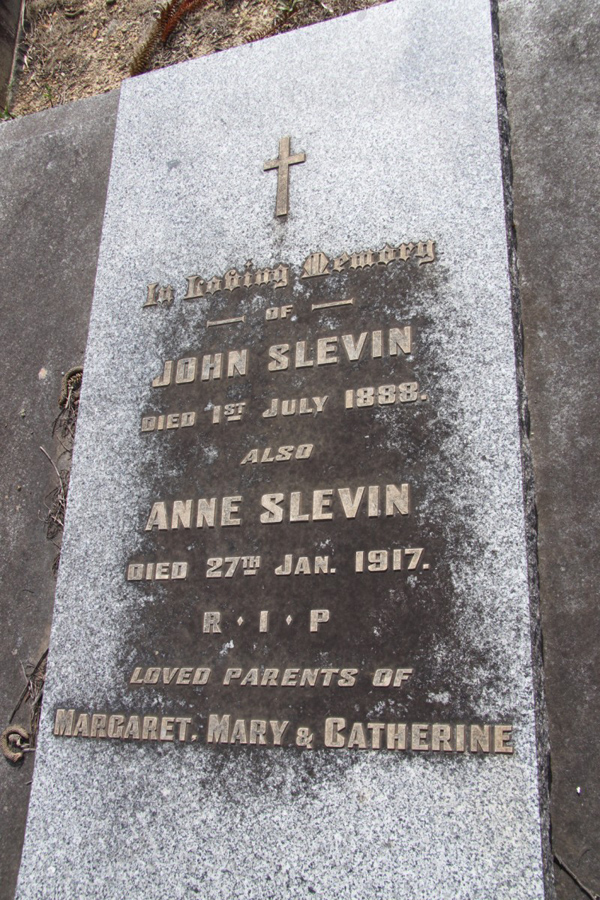 In Loving Memory
— OF —
JOHN SLEVIN
DIED 1ST JULY 1888.
ALSO
ANNE SLEVIN
DIED 27TH JAN. 1917.
R · I · P
LOVED PARENTS OF
MARGARET, MARY & CATHERINE